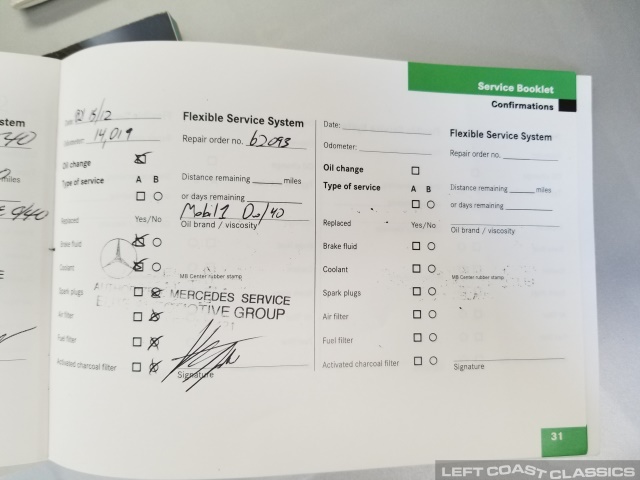 Service Booklet
Confirmations
5/12
14,019
Flexible Service System
Repair order no. 62093
Oil change
Type of service A B
Distance remaining miles
or days remaining
Mobil 1 0w/40
Oil brand / viscosity
Replaced Yes/No
Brake fluid
Coolant
MB Center rubber stamp
Spark plugs
MERCEDES SERVICE
Air filter
GROUP
Fuel filter
Activated charcoal filter
Signature
Date:
Odometer:
Flexible Service System
Repair order no.
Oil change
Type of service A B
Distance remaining miles
or days remaining
Replaced Yes/No
Oil brand / viscosity
Brake fluid
Coolant
MB Center rubber stamp
Spark plugs
Air filter
Fuel filter
Activated charcoal filter
Signature
31
LEFT COAST CLASSICS